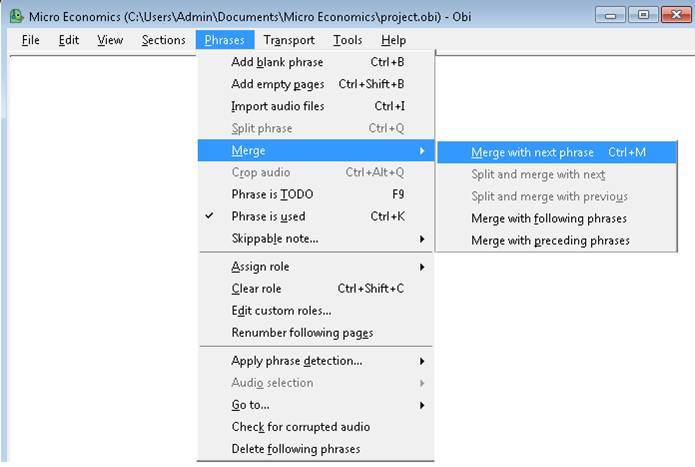 Micro Economics (C:\Users\Admin\Documents\Micro Economics\project.obi) - Obi
File Edit View Sections Phrases Transport Tools Help
Add blank phrase Ctrl+B
Add empty pages Ctrl+Shift+B
Import audio files Ctrl+I
Split phrase Ctrl+Q
Merge
Merge with next phrase Ctrl+M
Crop audio Ctrl+Alt+Q
Split and merge with next
Phrase is TODO F9
Split and merge with previous
Phrase is used Ctrl+K
Merge with following phrases
Skippable note...
Merge with preceding phrases
Assign role
Clear role Ctrl+Shift+C
Edit custom roles...
Renumber following pages
Apply phrase detection...
Audio selection
Go to...
Check for corrupted audio
Delete following phrases